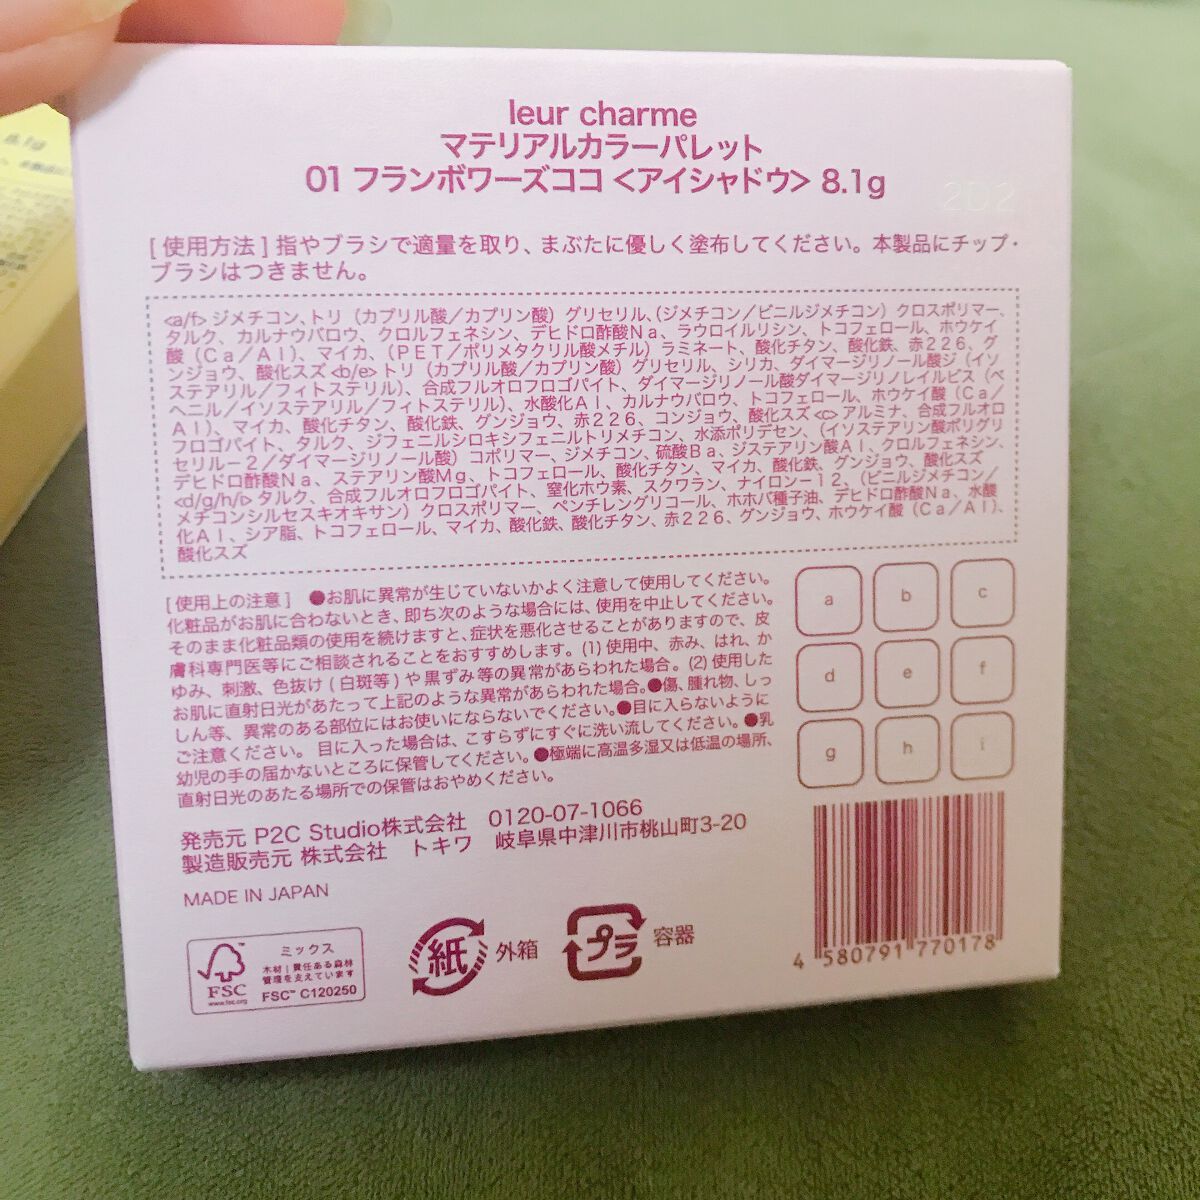 leur charme
マテリアルカラーパレット
01 フランボワーズココ <アイシャドウ> 8.1g
2D2
[ 使用方法 ] 指やブラシで適量を取り、まぶたに優しく塗布してください。本製品にチップ・
ブラシはつきません。
<a/f> ジメチコン、トリ（カプリル酸／カプリン酸）グリセリル、（ジメチコン／ビニルジメチコン）クロスポリマー、
タルク、カルナウバロウ、クロルフェネシン、デヒドロ酢酸Ｎａ、ラウロイルリシン、トコフェロール、ホウケイ
酸（Ｃａ／Ａｌ）、マイカ、（ＰＥＴ／ポリメタクリル酸メチル）ラミネート、酸化チタン、酸化鉄、赤２２６、グ
ンジョウ、酸化スズ <b/e> トリ（カプリル酸／カプリン酸）グリセリル、シリカ、ダイマージリノール酸ジ（イソ
ステアリル／フィトステリル）、合成フルオロフロゴパイト、ダイマージリノール酸ダイマージリノレイルビス（ベ
ヘニル／イソステアリル／フィトステリル）、水酸化Ａｌ、カルナウバロウ、トコフェロール、ホウケイ酸（Ｃａ／
Ａｌ）、マイカ、酸化チタン、酸化鉄、グンジョウ、赤２２６、コンジョウ、酸化スズ <c> アルミナ、合成フルオロ
フロゴパイト、タルク、ジフェニルシロキシフェニルトリメチコン、水添ポリデセン、（イソステアリン酸ポリグリ
セリルー２／ダイマージリノール酸）コポリマー、ジメチコン、硫酸Ｂａ、ジステアリン酸Ａｌ、クロルフェネシン、
デヒドロ酢酸Ｎａ、ステアリン酸Ｍｇ、トコフェロール、酸化チタン、マイカ、酸化鉄、グンジョウ、酸化スズ
<d/g/h/i> タルク、合成フルオロフロゴパイト、窒化ホウ素、スクワラン、ナイロンー１２、（ビニルジメチコン／
メチコンシルセスキオキサン）クロスポリマー、ペンチレングリコール、ホホバ種子油、デヒドロ酢酸Ｎａ、水酸
化Ａｌ、シア脂、トコフェロール、マイカ、酸化鉄、酸化チタン、赤２２６、グンジョウ、ホウケイ酸（Ｃａ／Ａｌ）、
酸化スズ
[ 使用上の注意 ] ●お肌に異常が生じていないかよく注意して使用してください。
化粧品がお肌に合わないとき、即ち次のような場合には、使用を中止してください。
そのまま化粧品類の使用を続けますと、症状を悪化させることがありますので、皮
膚科専門医等にご相談されることをおすすめします。(1) 使用中、赤み、はれ、か
ゆみ、刺激、色抜け ( 白斑等 ) や黒ずみ等の異常があらわれた場合。(2) 使用した
お肌に直射日光があたって上記のような異常があらわれた場合。●傷、腫れ物、しっ
しん等、異常のある部位にはお使いにならないでください。●目に入らないように
ご注意ください。 目に入った場合は、こすらずにすぐに洗い流してください。●乳
幼児の手の届かないところに保管してください。●極端に高温多湿又は低温の場所、
直射日光のあたる場所での保管はおやめください。
a b c
d e f
g h i
発売元 P2C Studio株式会社 0120-07-1066
製造販売元 株式会社 トキワ 岐阜県中津川市桃山町3-20
MADE IN JAPAN
FSC
www.fsc.org
ミックス
木材 | 責任ある森林
管理を支えています
FSC™ C120250
紙 外箱
プラ 容器
4 580791 770178
8.1g